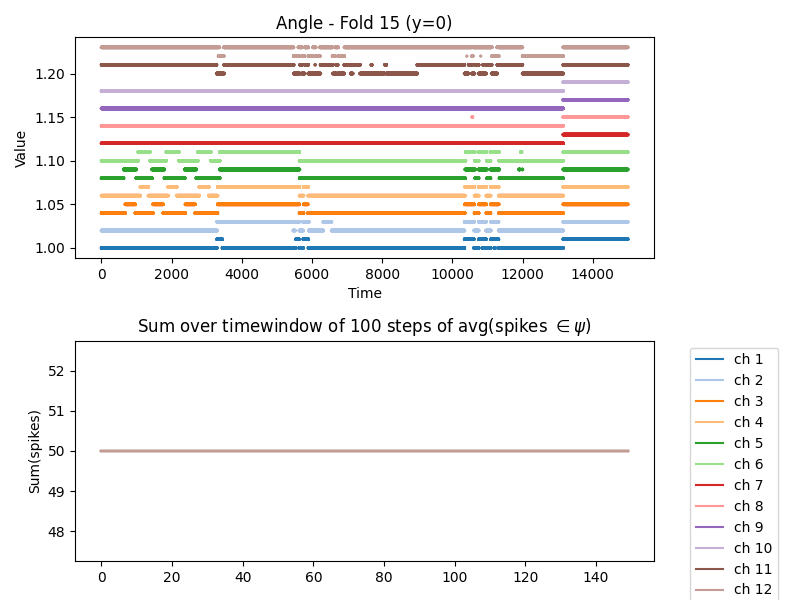 Angle - Fold 15 (y=0)
Value
1.20
1.15
1.10
1.05
1.00
0 2000 4000 6000 8000 10000 12000 14000
Time
Sum over timewindow of 100 steps of avg(spikes ∈ ψ)
Sum(spikes)
52
51
50
49
48
0 20 40 60 80 100 120 140
ch 1
ch 2
ch 3
ch 4
ch 5
ch 6
ch 7
ch 8
ch 9
ch 10
ch 11
ch 12